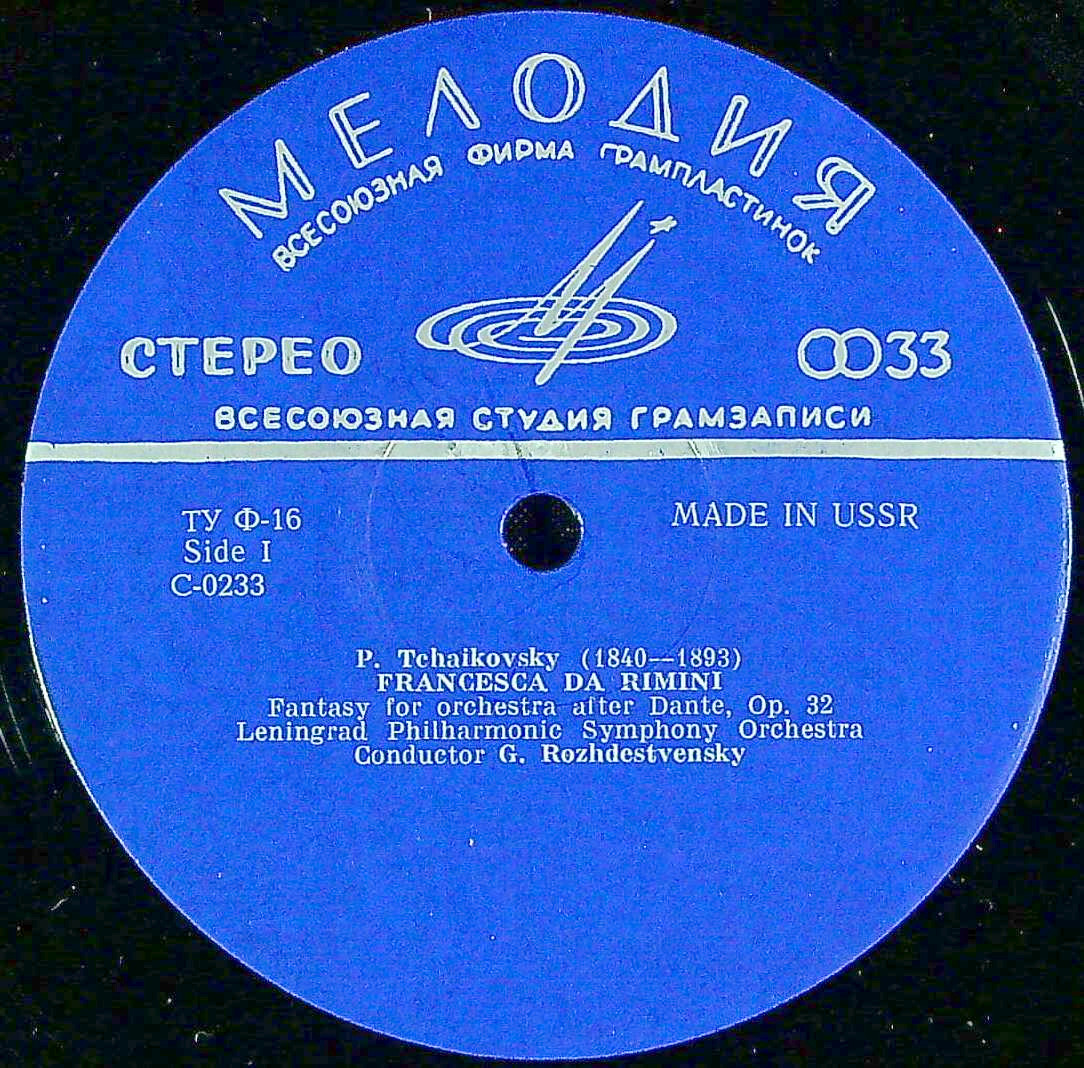 МЕЛОДИЯ
ВСЕСОЮЗНАЯ ФИРМА ГРАМПЛАСТИНОК
СТЕРЕО
33
ВСЕСОЮЗНАЯ СТУДИЯ ГРАМЗАПИСИ
ТУ Ф-16
MADE IN USSR
Side I
С-0233
P. Tchaikovsky (1840—1893)
FRANCESCA DA RIMINI
Fantasy for orchestra after Dante, Op. 32
Leningrad Philharmonic Symphony Orchestra
Conductor G. Rozhdestvensky